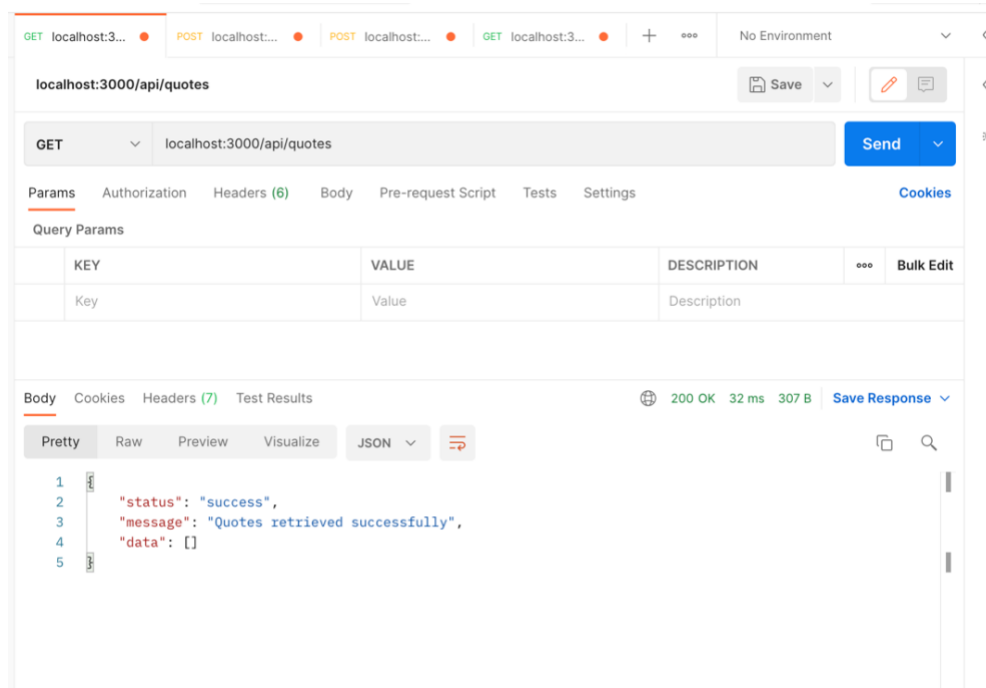 GET localhost:3... POST localhost:... POST localhost:... GET localhost:3... No Environment
localhost:3000/api/quotes Save
GET localhost:3000/api/quotes Send
Params Authorization Headers (6) Body Pre-request Script Tests Settings Cookies
Query Params
KEY VALUE DESCRIPTION Bulk Edit
Key Value Description
Body Cookies Headers (7) Test Results 200 OK 32 ms 307 B Save Response
Pretty Raw Preview Visualize JSON
1 {
2 "status": "success",
3 "message": "Quotes retrieved successfully",
4 "data": []
5 }